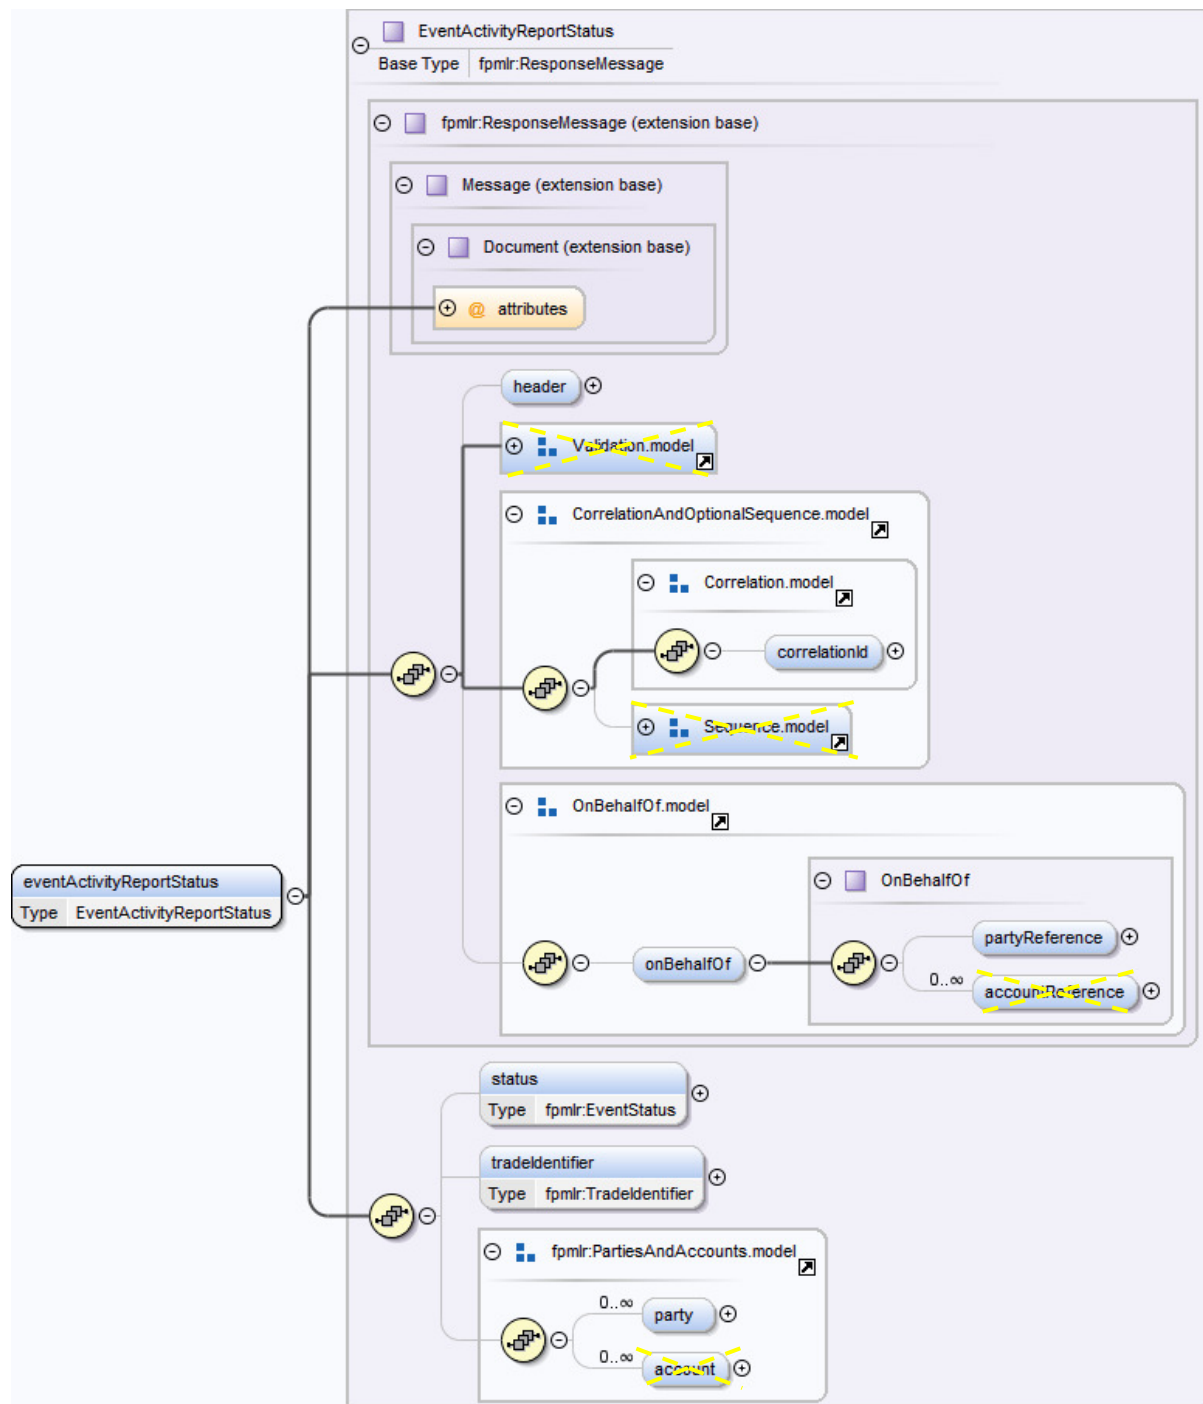 EventActivityReportStatus
Base Type fpmlr:ResponseMessage
fpmlr:ResponseMessage (extension base)
Message (extension base)
Document (extension base)
@ attributes
header
Validation.model
CorrelationAndOptionalSequence.model
Correlation.model
correlationId
Sequence.model
OnBehalfOf.model
eventActivityReportStatus
Type EventActivityReportStatus
OnBehalfOf
partyReference
onBehalfOf
0..∞
accountReference
status
Type fpmlr:EventStatus
tradeIdentifier
Type fpmlr:TradeIdentifier
fpmlr:PartiesAndAccounts.model
0..∞
party
0..∞
account